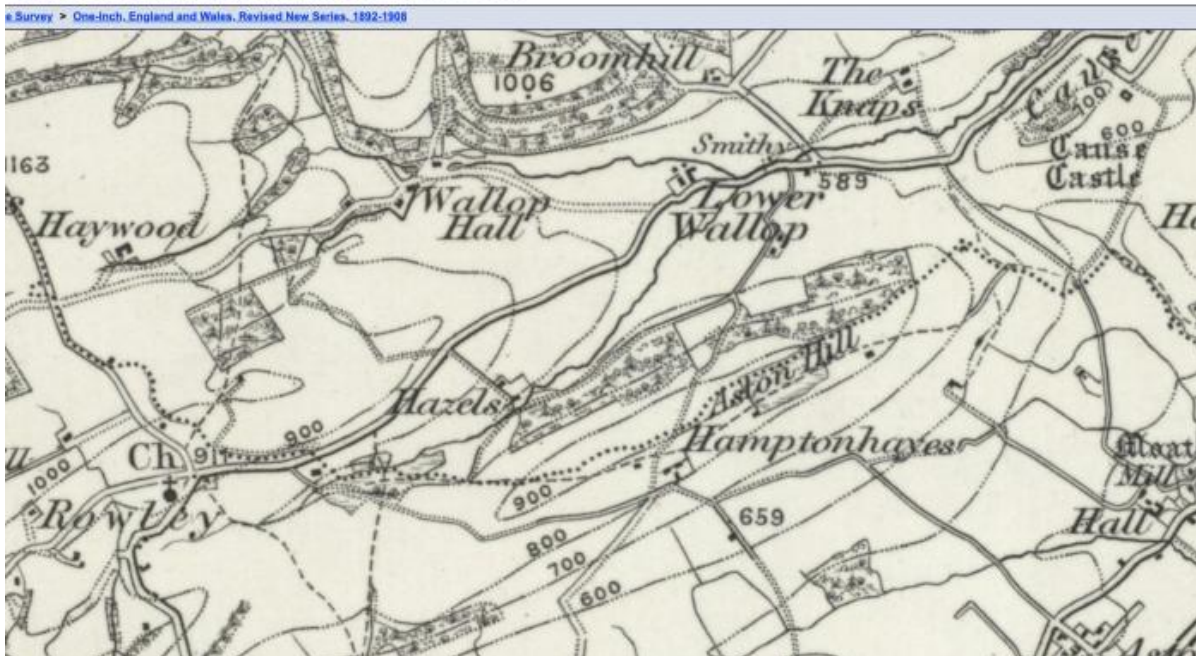 e Survey > One-Inch, England and Wales, Revised New Series, 1892-1908
Broomhill
1006
The
Knaps
700
600
Cause
Castle
Smithy
589
1163
Haywood
Wallop
Hall
Lower
Wallop
Aston Hill
Hazels
Hamptonhayes
900
Ch
1000
Rowley
900
800
700
600
659
Moat
Mill
Hall